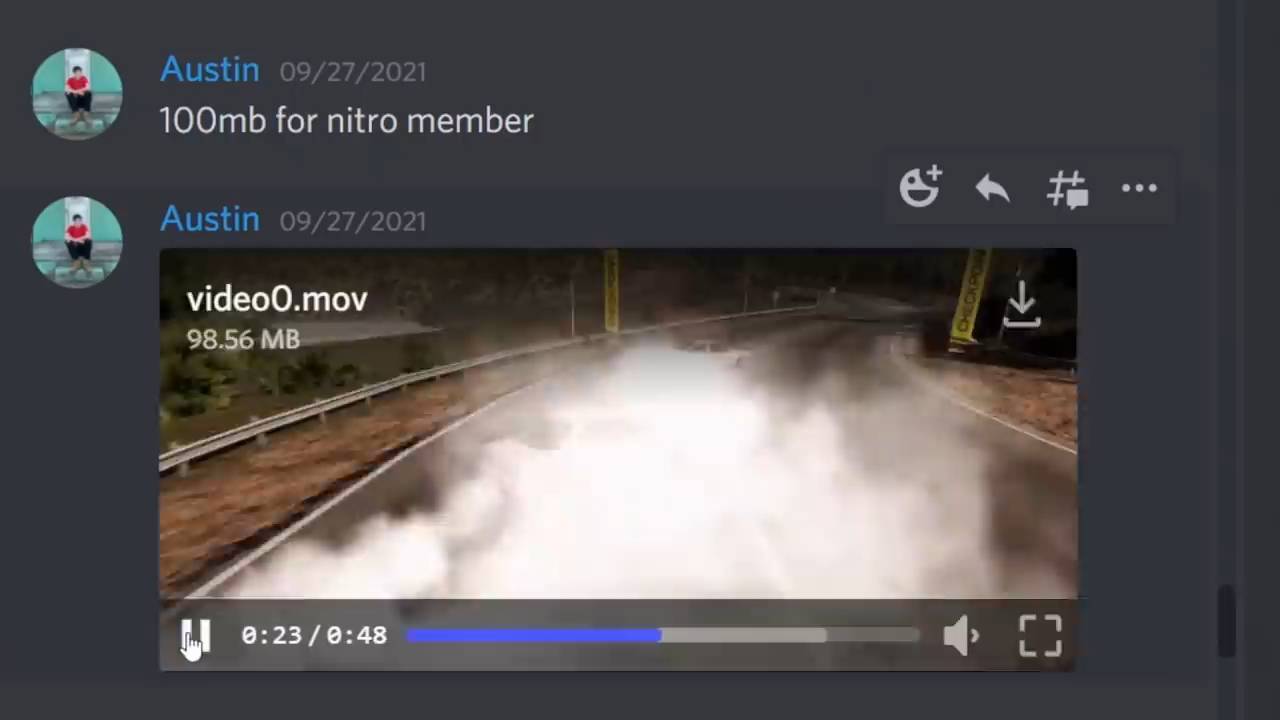 Austin 09/27/2021
100mb for nitro member
Austin 09/27/2021
video0.mov
98.56 MB
CHECKPOINT
0:23/0:48